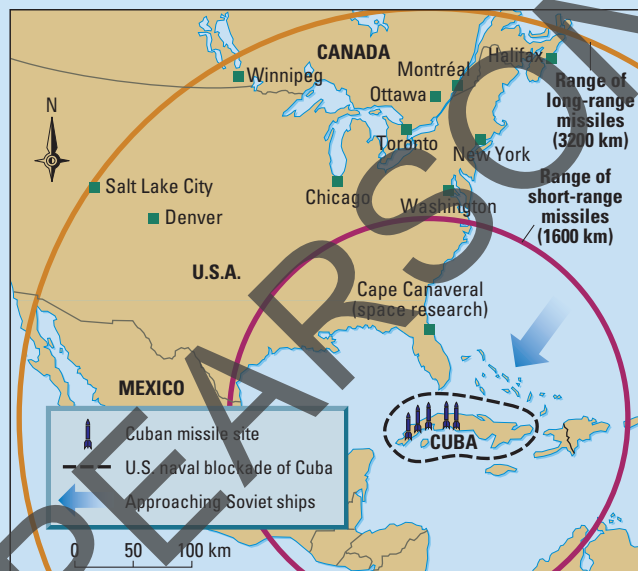 CANADA
Winnipeg
Montréal
Halifax
Ottawa
Range of
long-range
missiles
(3200 km)
Toronto
New York
Salt Lake City
Chicago
Washington
Range of
short-range
missiles
(1600 km)
Denver
N
U.S.A.
Cape Canaveral
(space research)
MEXICO
CUBA
Cuban missile site
U.S. naval blockade of Cuba
Approaching Soviet ships
0 50 100 km
PEARSON